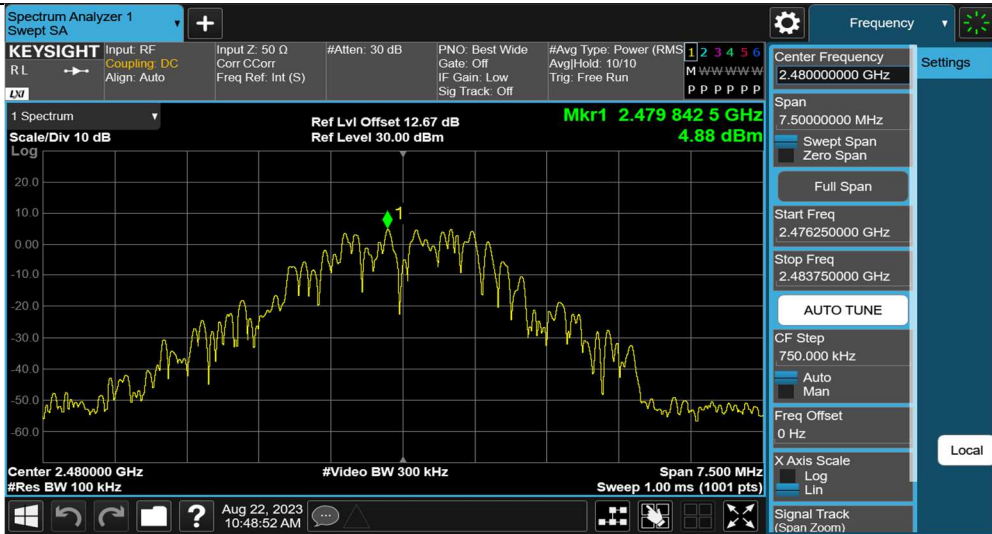 Spectrum Analyzer 1
Swept SA
+
Frequency
KEYSIGHT
RL
LXI
Input: RF
Coupling: DC
Align: Auto
Input Z: 50 Ω
Corr CCorr
Freq Ref: Int (S)
#Atten: 30 dB
PNO: Best Wide
Gate: Off
IF Gain: Low
Sig Track: Off
#Avg Type: Power (RMS
Avg|Hold: 10/10
Trig: Free Run
1 2 3 4 5 6
M W W W W W
P P P P P P
1 Spectrum
Scale/Div 10 dB
Log
Ref Lvl Offset 12.67 dB
Ref Level 30.00 dBm
Mkr1 2.479 842 5 GHz
4.88 dBm
20.0
10.0
0.00
-10.0
-20.0
-30.0
-40.0
-50.0
-60.0
1
Center 2.480000 GHz
#Res BW 100 kHz
#Video BW 300 kHz
Span 7.500 MHz
Sweep 1.00 ms (1001 pts)
?
Aug 22, 2023
10:48:52 AM
Center Frequency
2.480000000 GHz
Span
7.50000000 MHz
Swept Span
Zero Span
Full Span
Start Freq
2.476250000 GHz
Stop Freq
2.483750000 GHz
AUTO TUNE
CF Step
750.000 kHz
Auto
Man
Freq Offset
0 Hz
X Axis Scale
Log
Lin
Signal Track
(Span Zoom)
Settings
Local